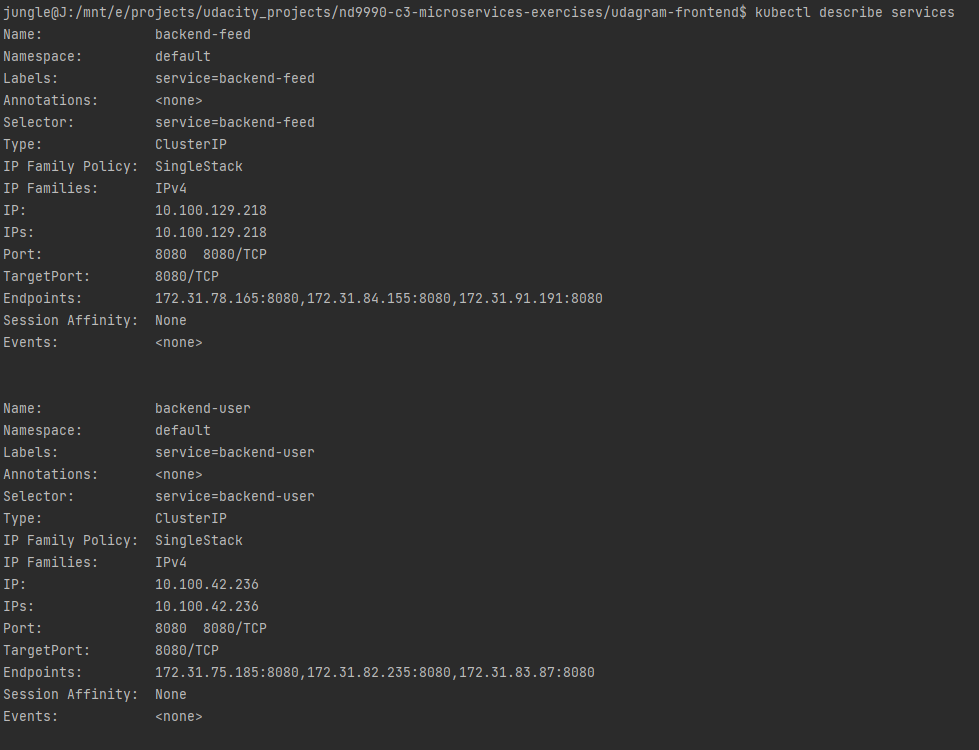 jungle@J:/mnt/e/projects/udacity_projects/nd9990-c3-microservices-exercises/udagram-frontend$ kubectl describe services
Name:              backend-feed
Namespace:         default
Labels:            service=backend-feed
Annotations:       <none>
Selector:          service=backend-feed
Type:              ClusterIP
IP Family Policy:  SingleStack
IP Families:       IPv4
IP:                10.100.129.218
IPs:               10.100.129.218
Port:              8080  8080/TCP
TargetPort:        8080/TCP
Endpoints:         172.31.78.165:8080,172.31.84.155:8080,172.31.91.191:8080
Session Affinity:  None
Events:            <none>
Name:              backend-user
Namespace:         default
Labels:            service=backend-user
Annotations:       <none>
Selector:          service=backend-user
Type:              ClusterIP
IP Family Policy:  SingleStack
IP Families:       IPv4
IP:                10.100.42.236
IPs:               10.100.42.236
Port:              8080  8080/TCP
TargetPort:        8080/TCP
Endpoints:         172.31.75.185:8080,172.31.82.235:8080,172.31.83.87:8080
Session Affinity:  None
Events:            <none>